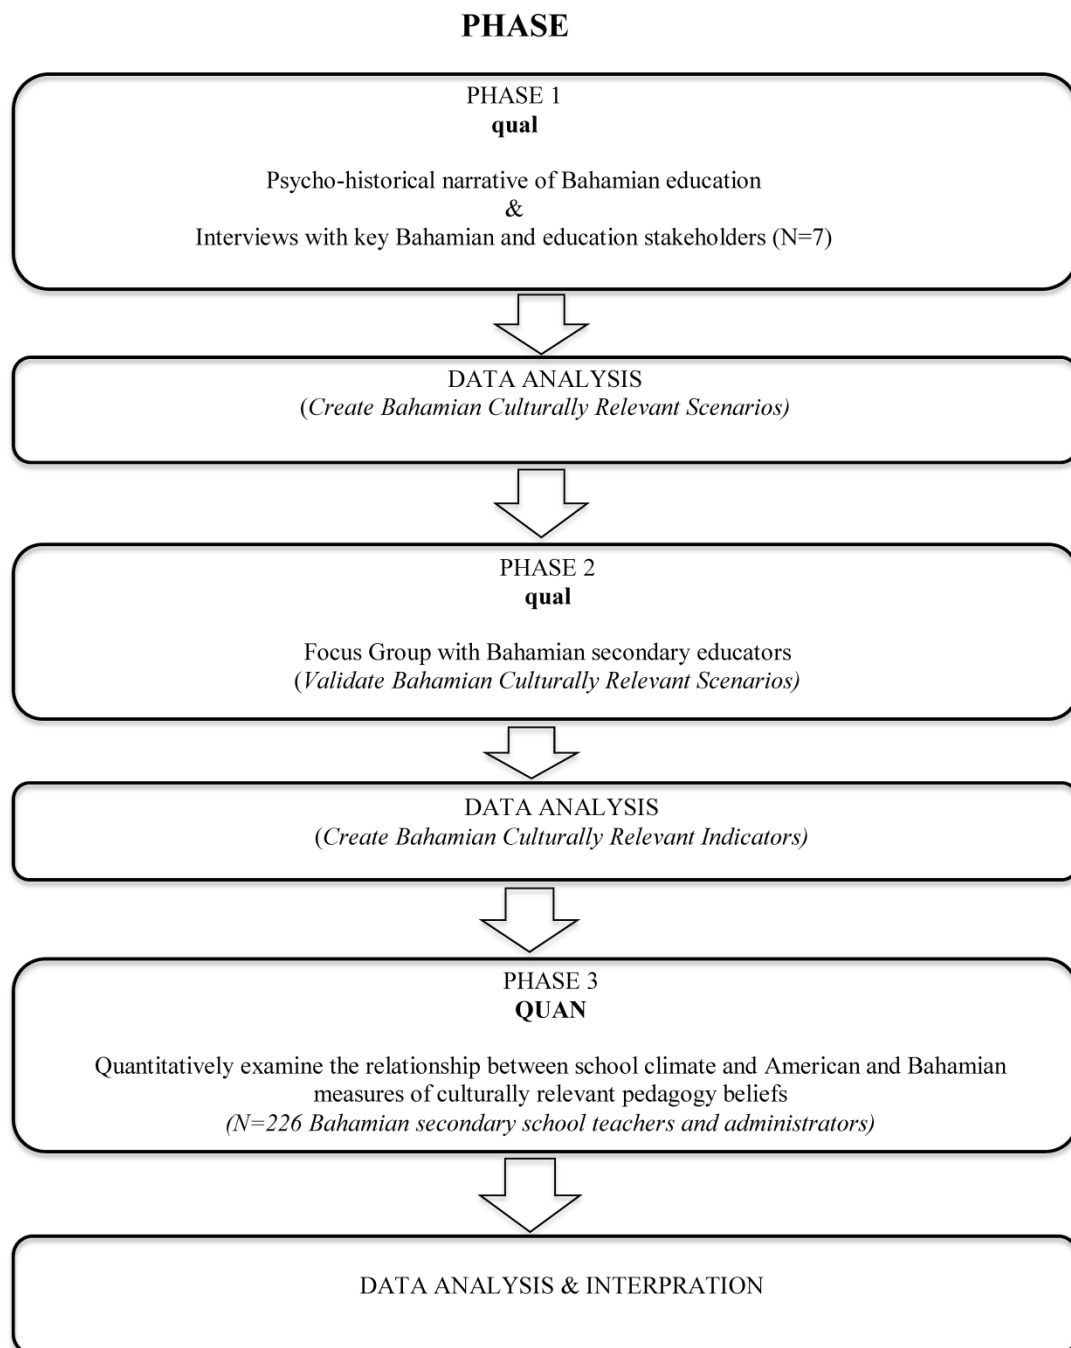 PHASE
PHASE 1
qual
Psycho-historical narrative of Bahamian education
&
Interviews with key Bahamian and education stakeholders (N=7)
DATA ANALYSIS
(Create Bahamian Culturally Relevant Scenarios)
PHASE 2
qual
Focus Group with Bahamian secondary educators
(Validate Bahamian Culturally Relevant Scenarios)
DATA ANALYSIS
(Create Bahamian Culturally Relevant Indicators)
PHASE 3
QUAN
Quantitatively examine the relationship between school climate and American and Bahamian
measures of culturally relevant pedagogy beliefs
(N=226 Bahamian secondary school teachers and administrators)
DATA ANALYSIS & INTERPRATION